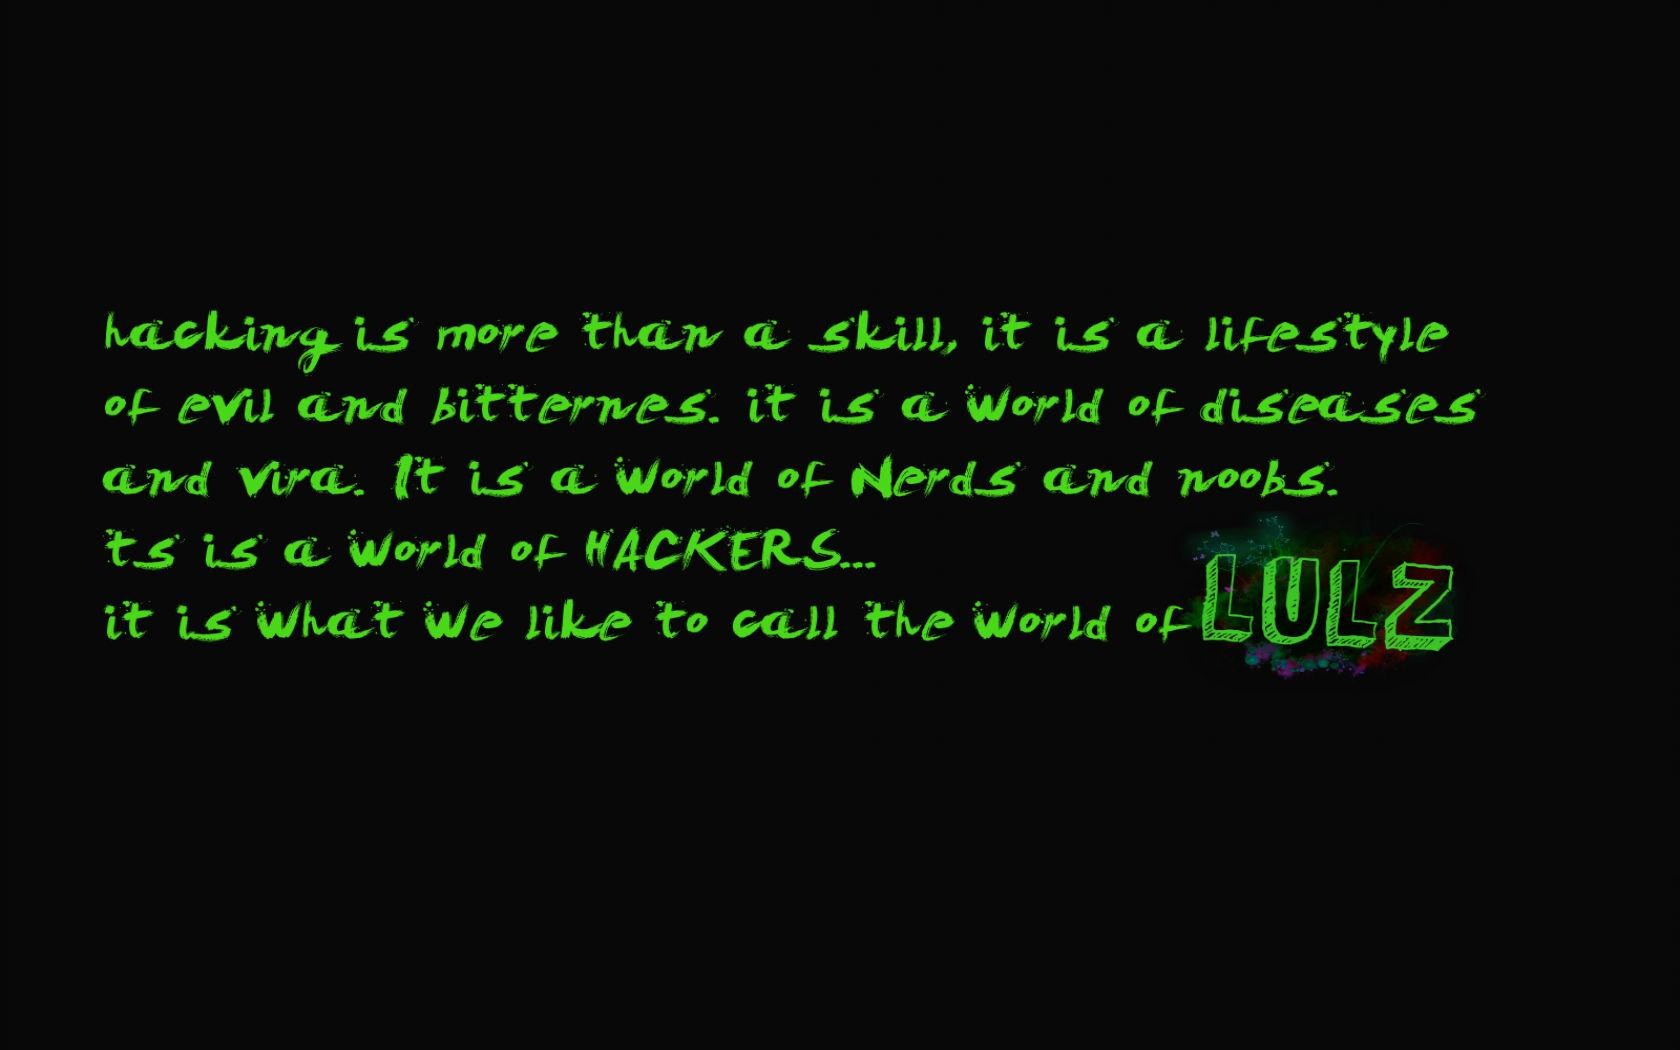 hacking is more than a skill, it is a lifestyle
of evil and bitternes. it is a world of diseases
and vira. It is a world of Nerds and noobs.
ts is a world of HACKERS...
it is what we like to call the world of LULZ